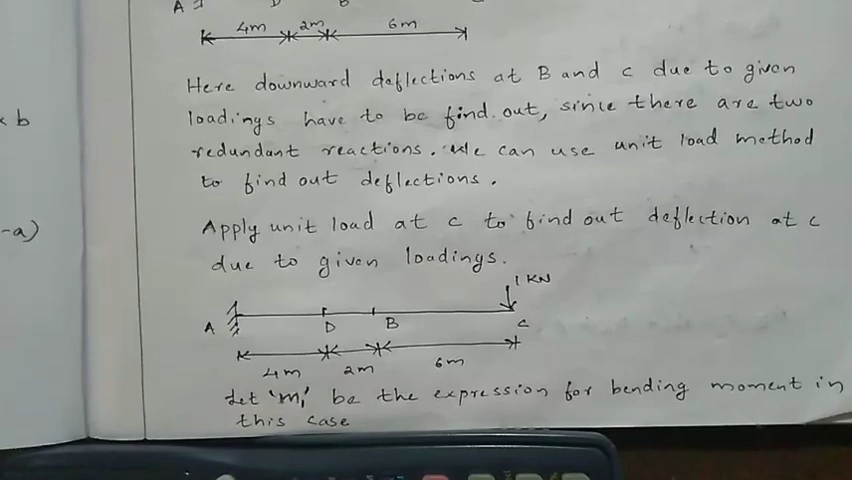 A D B C
4m 2m 6m
Here downward deflections at B and c due to given
loadings have to be find out, since there are two
redundant reactions. We can use unit load method
to find out deflections.
Apply unit load at c to find out deflection at c
due to given loadings.
1 KN
A D B C
4m 2m 6m
Let 'm₁' be the expression for bending moment in
this case
x b
-a)